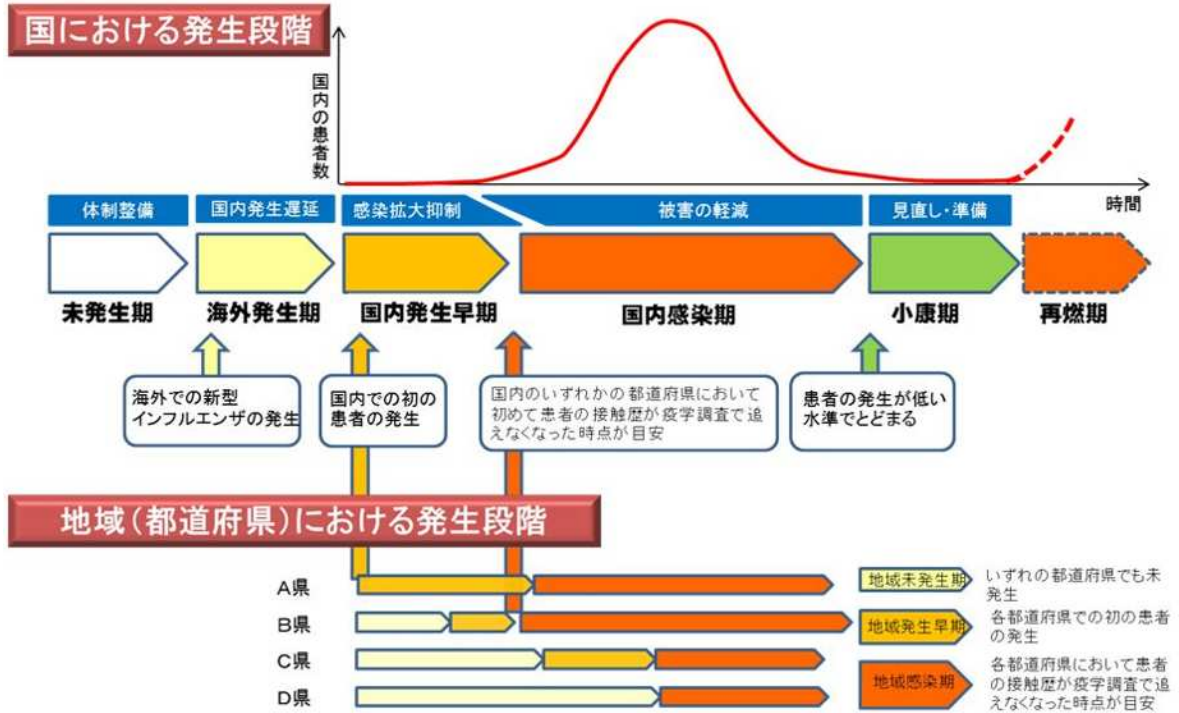 国における発生段階
国内の患者数
時間
体制整備
国内発生遅延
感染拡大抑制
被害の軽減
見直し・準備
未発生期
海外発生期
国内発生早期
国内感染期
小康期
再燃期
海外での新型
インフルエンザの発生
国内での初の
患者の発生
国内のいずれかの都道府県において
初めて患者の接触歴が疫学調査で追
えなくなった時点が目安
患者の発生が低い
水準でとどまる
地域(都道府県)における発生段階
A県
B県
C県
D県
地域未発生期
いずれの都道府県でも未
発生
地域発生早期
各都道府県での初の患者
の発生
地域感染期
各都道府県において患者
の接触歴が疫学調査で追
えなくなった時点が目安